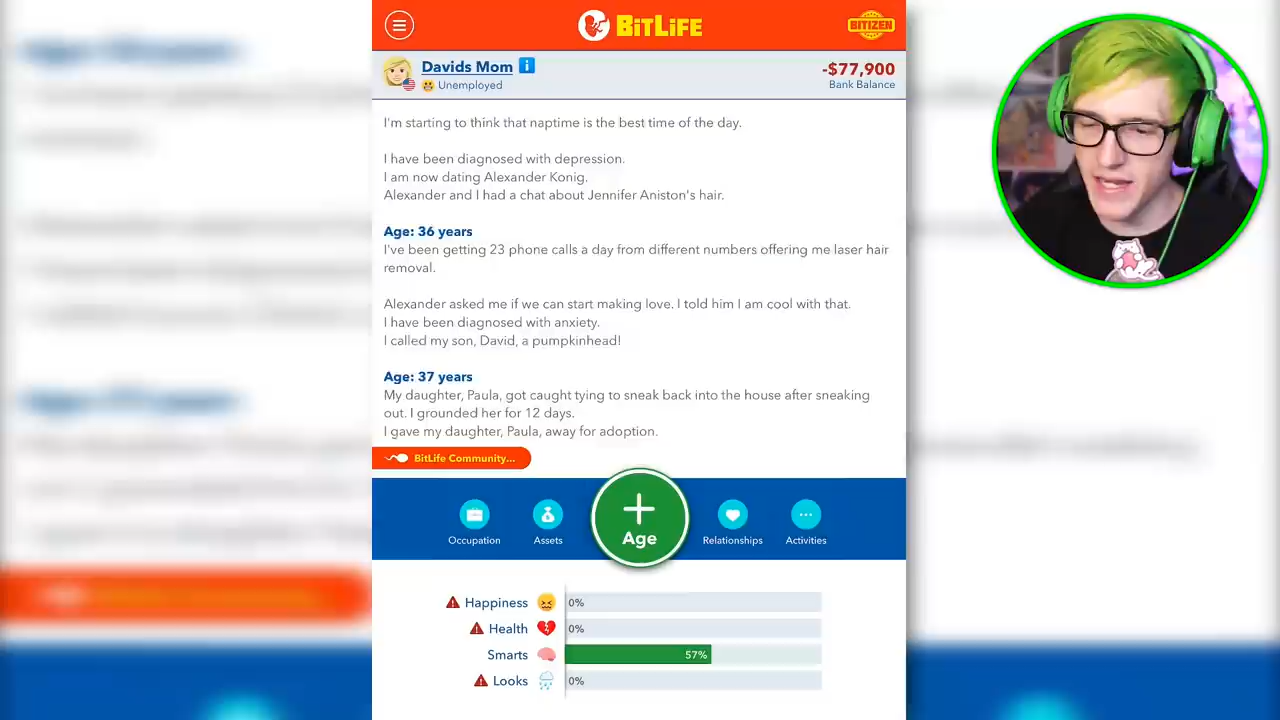 BITLIFE
BITIZEN
Davids Mom
-$77,900
Unemployed
Bank Balance
I'm starting to think that naptime is the best time of the day.
I have been diagnosed with depression.
I am now dating Alexander Konig.
Alexander and I had a chat about Jennifer Aniston's hair.
Age: 36 years
I've been getting 23 phone calls a day from different numbers offering me laser hair
removal.
Alexander asked me if we can start making love. I told him I am cool with that.
I have been diagnosed with anxiety.
I called my son, David, a pumpkinhead!
Age: 37 years
My daughter, Paula, got caught tying to sneak back into the house after sneaking
out. I grounded her for 12 days.
I gave my daughter, Paula, away for adoption.
BitLife Community...
Occupation
Assets
Age
Relationships
Activities
Happiness 0%
Health 0%
Smarts 57%
Looks 0%